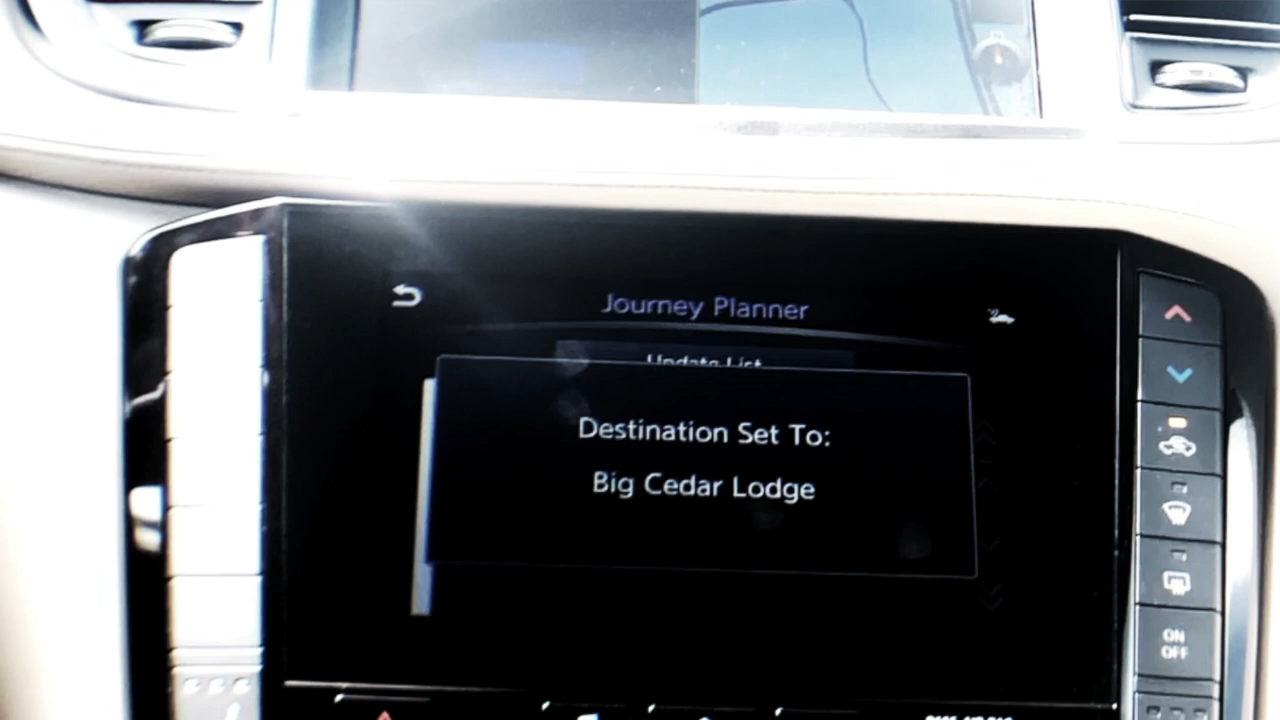 Journey Planner
Update List
Destination Set To:
Big Cedar Lodge
ON
OFF